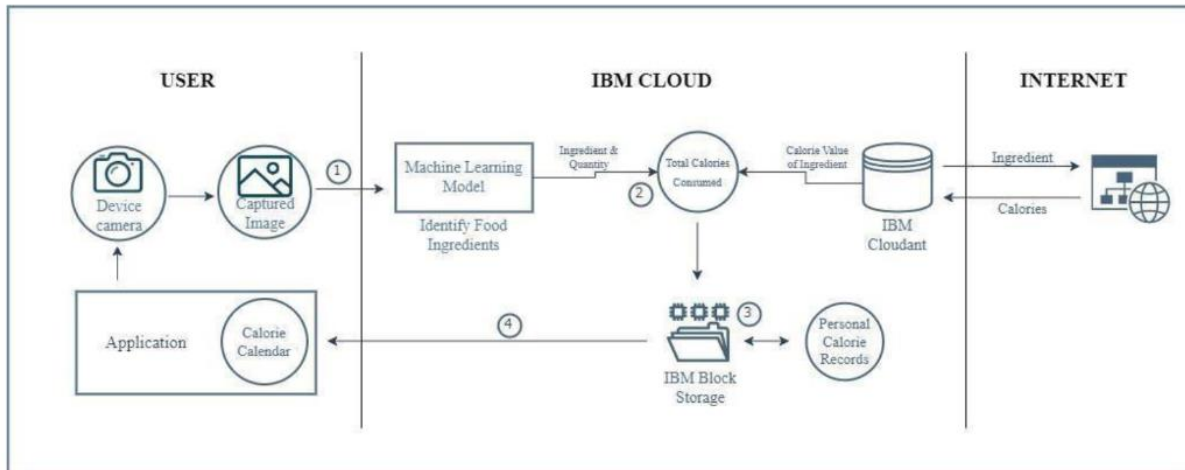 USER
IBM CLOUD
INTERNET
Device
camera
Captured
Image
1
Machine Learning
Model
Identify Food
Ingredients
Ingredient &
Quantity
2
Total Calories
Consumed
Calorie Value
of Ingredient
IBM
Cloudant
Ingredient
Calories
Application
Calorie
Calendar
4
3
IBM Block
Storage
Personal
Calorie
Records